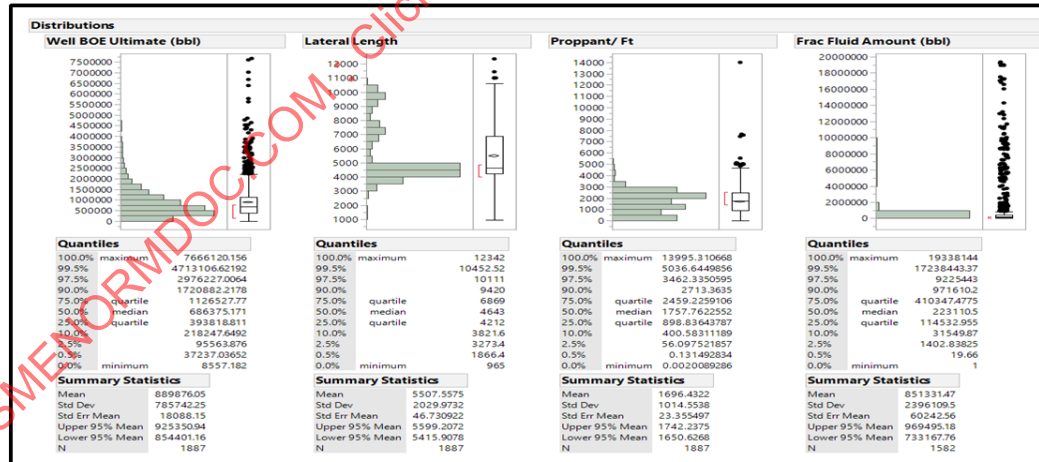 Distributions
Well BOE Ultimate (bbl)
7500000
7000000
6500000
6000000
5500000
5000000
4500000
4000000
3500000
3000000
2500000
2000000
1500000
1000000
500000
0
Quantiles
100.0% maximum 7666120.156
99.5% 4713106.62192
97.5% 2976227.0064
90.0% 1720882.2178
75.0% quartile 1126527.77
50.0% median 686375.171
25.0% quartile 393818.811
10.0% 218247.6492
2.5% 95563.876
0.5% 37237.03652
0.0% minimum 8557.182
Summary Statistics
Mean 889876.05
Std Dev 785742.25
Std Err Mean 18088.15
Upper 95% Mean 925350.94
Lower 95% Mean 854401.16
N 1887
Lateral Length
12000
11000
10000
9000
8000
7000
6000
5000
4000
3000
2000
1000
Quantiles
100.0% maximum 12342
99.5% 10452.52
97.5% 10111
90.0% 9420
75.0% quartile 6869
50.0% median 4643
25.0% quartile 4212
10.0% 3821.6
2.5% 3273.4
0.5% 1866.4
0.0% minimum 965
Summary Statistics
Mean 5507.5575
Std Dev 2029.9732
Std Err Mean 46.730922
Upper 95% Mean 5599.2072
Lower 95% Mean 5415.9078
N 1887
Proppant/ Ft
14000
13000
12000
11000
10000
9000
8000
7000
6000
5000
4000
3000
2000
1000
0
Quantiles
100.0% maximum 13995.310668
99.5% 5036.6449856
97.5% 3462.3350595
90.0% 2713.3635
75.0% quartile 2459.2259106
50.0% median 1757.7622552
25.0% quartile 898.83643787
10.0% 400.58311189
2.5% 56.097521857
0.5% 0.131492834
0.0% minimum 0.0020089286
Summary Statistics
Mean 1696.4322
Std Dev 1014.5538
Std Err Mean 23.355497
Upper 95% Mean 1742.2375
Lower 95% Mean 1650.6268
N 1887
Frac Fluid Amount (bbl)
20000000
18000000
16000000
14000000
12000000
10000000
8000000
6000000
4000000
2000000
0
Quantiles
100.0% maximum 19338144
99.5% 17238443.37
97.5% 9225443
90.0% 971610.2
75.0% quartile 410347.4775
50.0% median 223110.5
25.0% quartile 114532.955
10.0% 31549.87
2.5% 1402.83825
0.5% 19.66
0.0% minimum 1
Summary Statistics
Mean 851331.47
Std Dev 2396109.5
Std Err Mean 60242.56
Upper 95% Mean 969495.18
Lower 95% Mean 733167.76
N 1582
SMENORMDOC.COM : Click